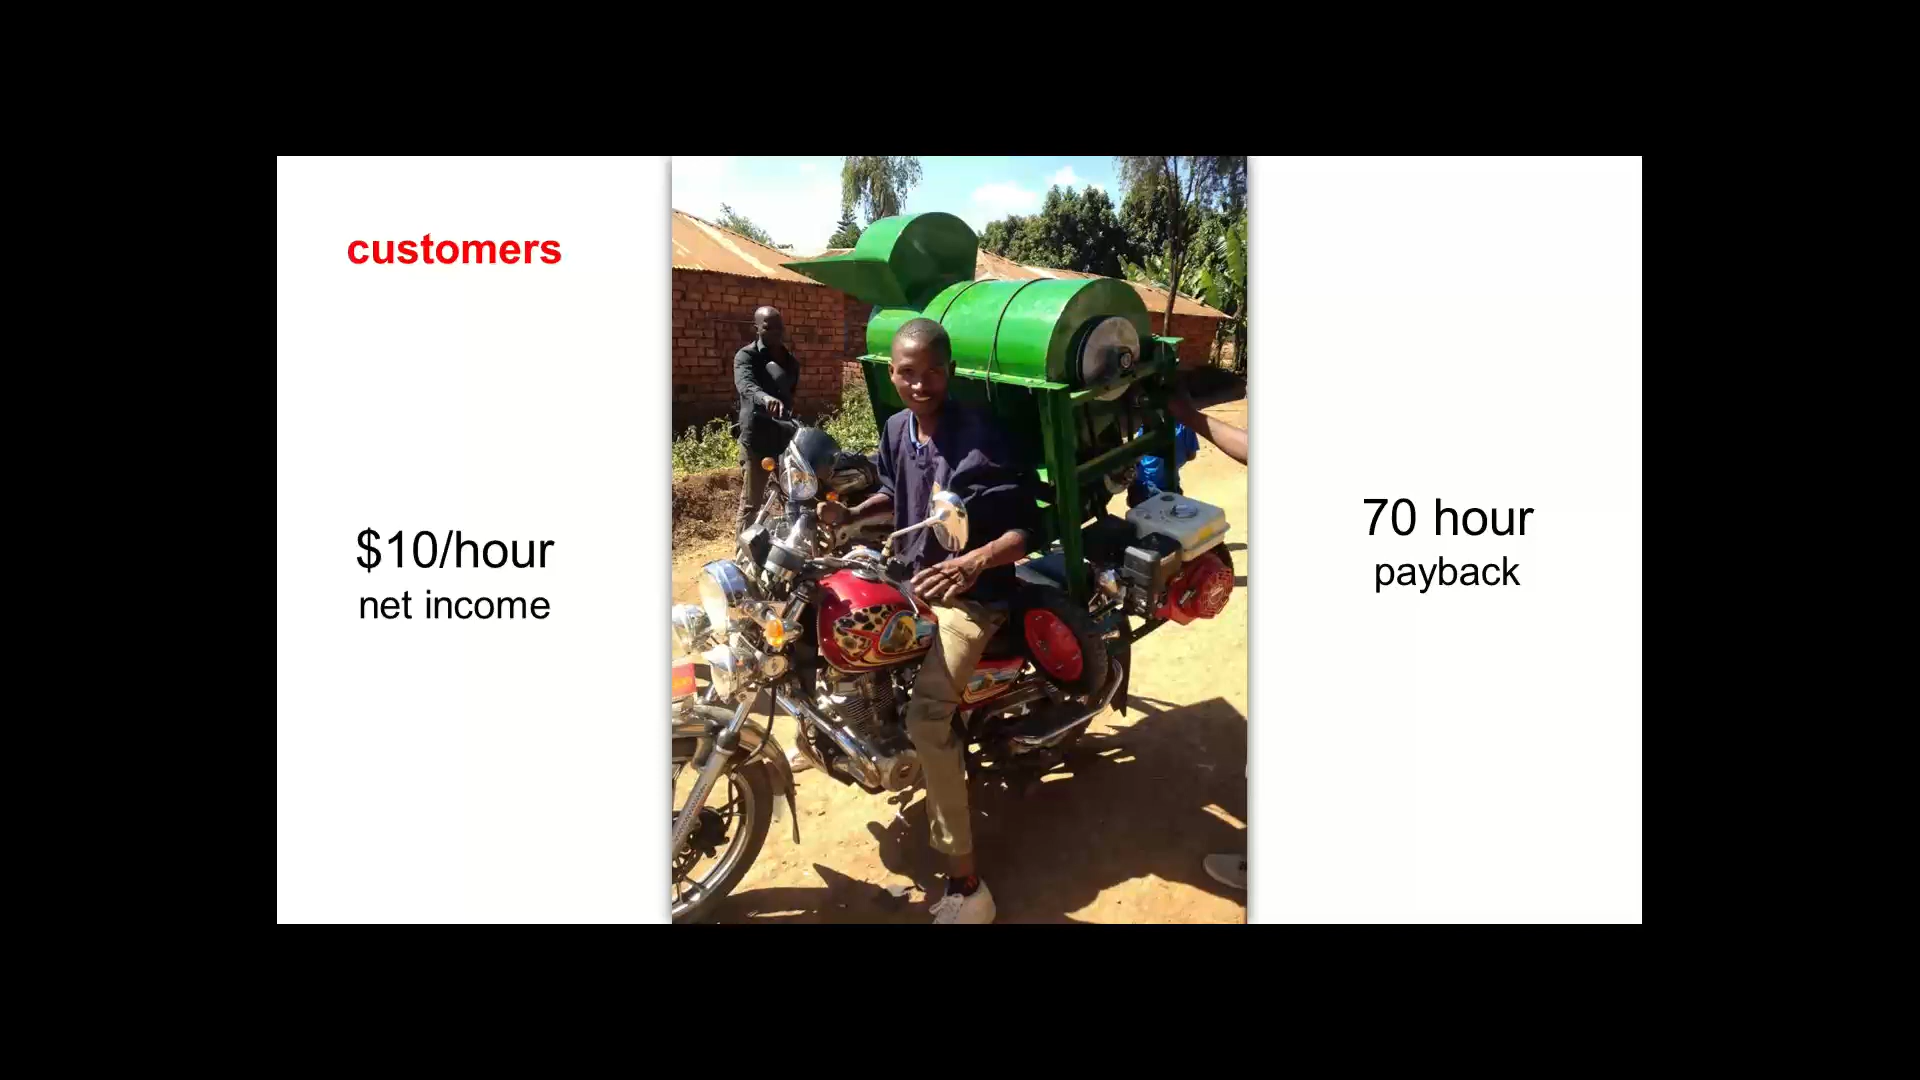 customers
$10/hour
net income
70 hour
payback